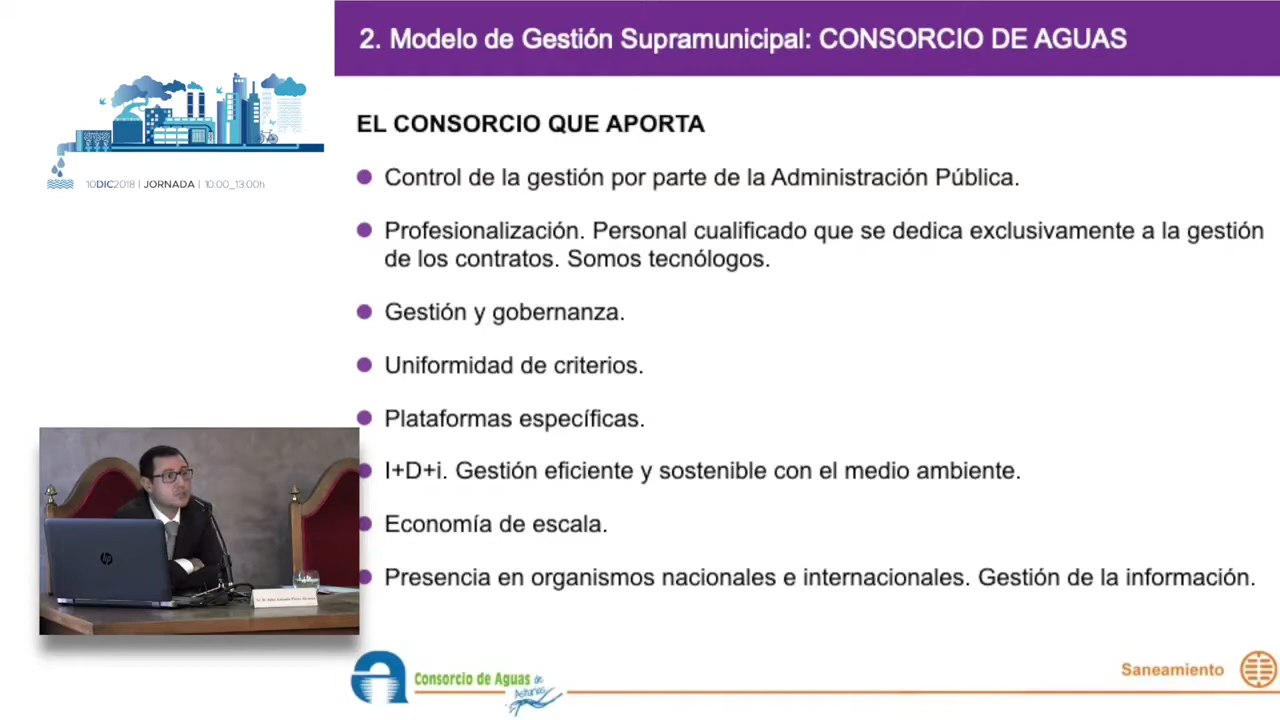 2. Modelo de Gestión Supramunicipal: CONSORCIO DE AGUAS
10DIC2018 | JORNADA | 10:00_13:00h
EL CONSORCIO QUE APORTA
Control de la gestión por parte de la Administración Pública.
Profesionalización. Personal cualificado que se dedica exclusivamente a la gestión
de los contratos. Somos tecnólogos.
Gestión y gobernanza.
Uniformidad de criterios.
Plataformas específicas.
I+D+i. Gestión eficiente y sostenible con el medio ambiente.
Economía de escala.
Presencia en organismos nacionales e internacionales. Gestión de la información.
hp
Consorcio de Aguas de
Asturias
Saneamiento